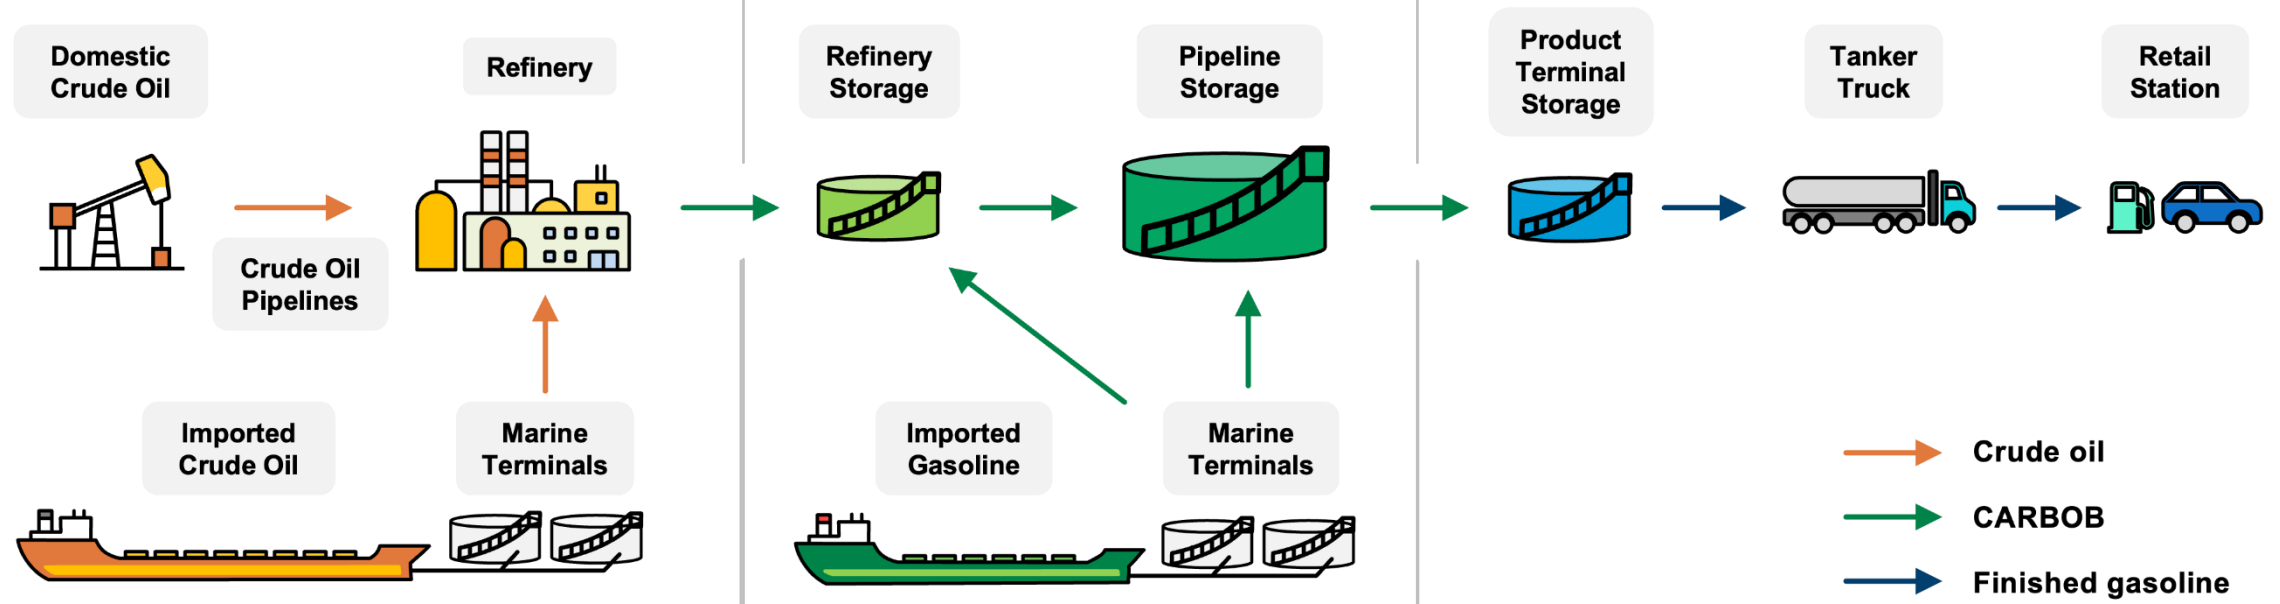 Domestic
Crude Oil
Refinery
Refinery
Storage
Pipeline
Storage
Product
Terminal
Storage
Tanker
Truck
Retail
Station
Crude Oil
Pipelines
Imported
Crude Oil
Marine
Terminals
Imported
Gasoline
Marine
Terminals
Crude oil
CARBOB
Finished gasoline